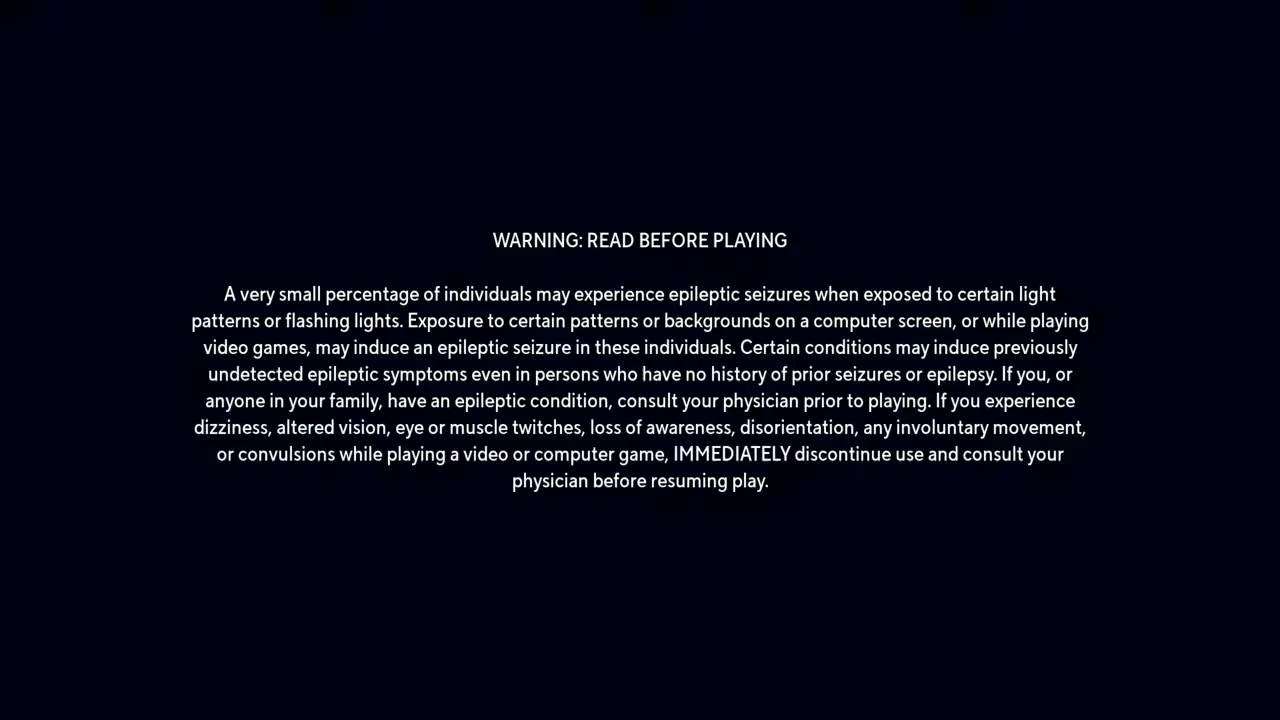 WARNING: READ BEFORE PLAYING
A very small percentage of individuals may experience epileptic seizures when exposed to certain light
patterns or flashing lights. Exposure to certain patterns or backgrounds on a computer screen, or while playing
video games, may induce an epileptic seizure in these individuals. Certain conditions may induce previously
undetected epileptic symptoms even in persons who have no history of prior seizures or epilepsy. If you, or
anyone in your family, have an epileptic condition, consult your physician prior to playing. If you experience
dizziness, altered vision, eye or muscle twitches, loss of awareness, disorientation, any involuntary movement,
or convulsions while playing a video or computer game, IMMEDIATELY discontinue use and consult your
physician before resuming play.